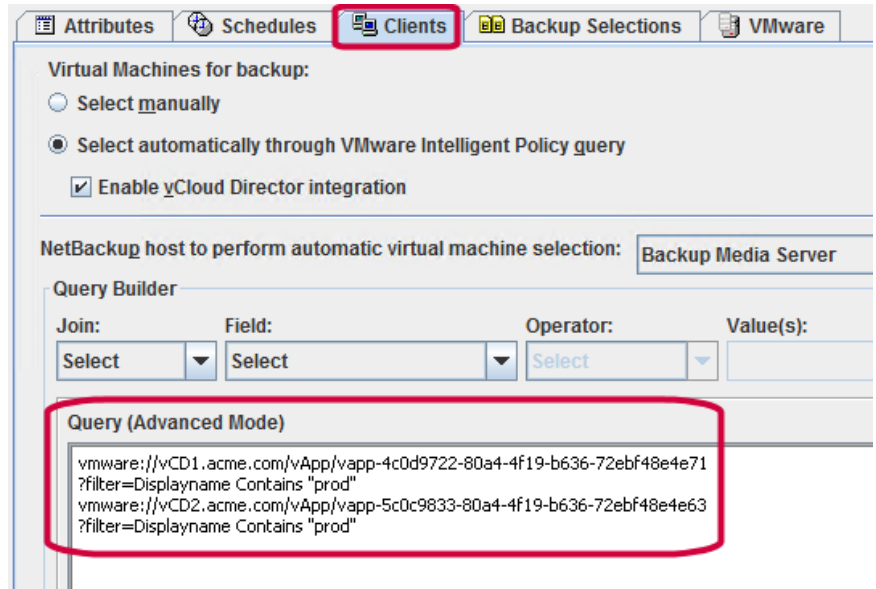 Attributes Schedules Clients Backup Selections VMware
Virtual Machines for backup:
Select manually
Select automatically through VMware Intelligent Policy query
Enable vCloud Director integration
NetBackup host to perform automatic virtual machine selection: Backup Media Server
Query Builder
Join: Field: Operator: Value(s):
Select Select Select
Query (Advanced Mode)
vmware://vCD1.acme.com/vApp/vapp-4c0d9722-80a4-4f19-b636-72ebf48e4e71
?filter=Displayname Contains "prod"
vmware://vCD2.acme.com/vApp/vapp-5c0c9833-80a4-4f19-b636-72ebf48e4e63
?filter=Displayname Contains "prod"